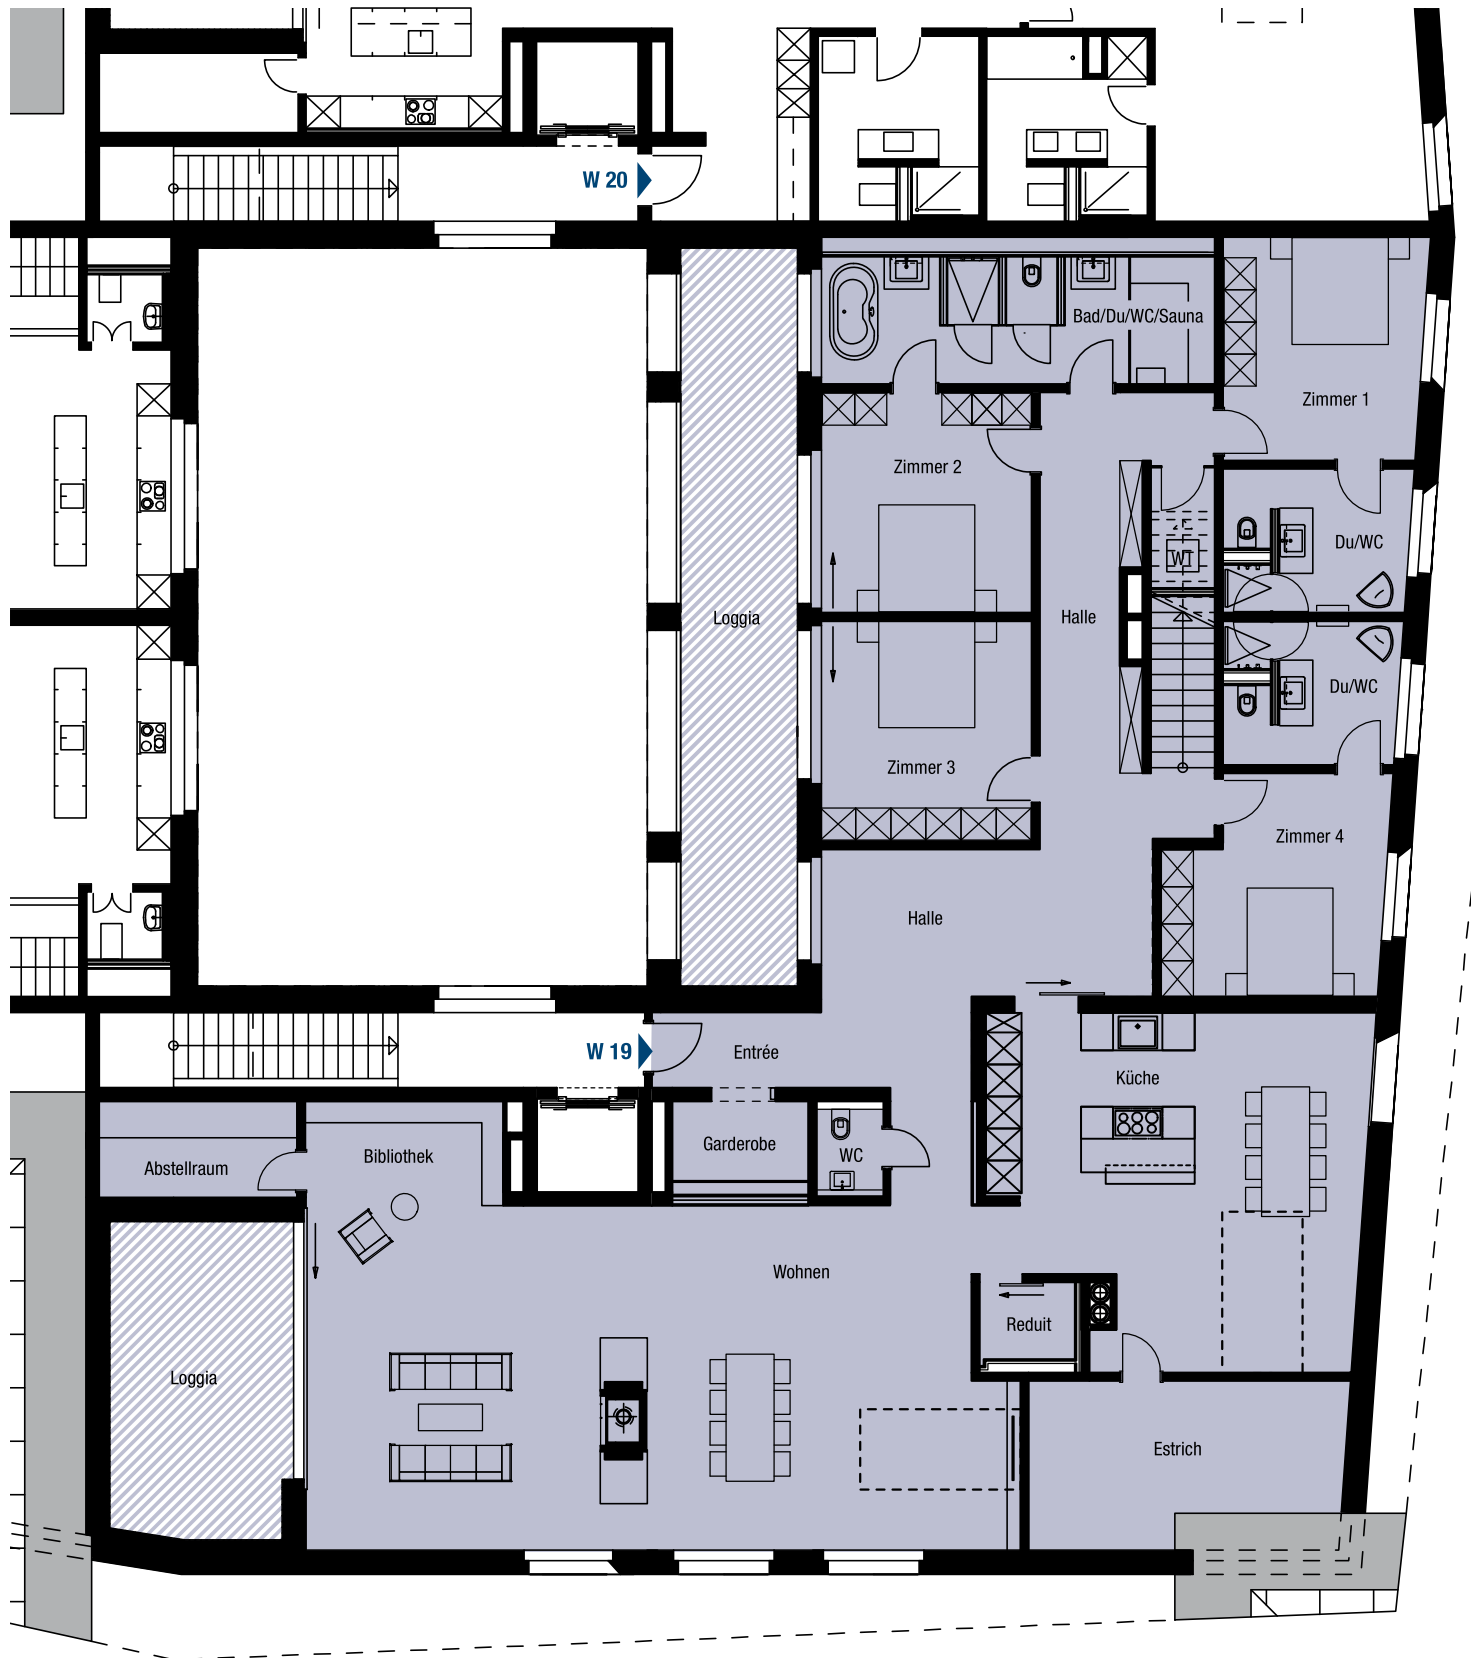 W 20
Bad/Du/WC/Sauna
Zimmer 1
Zimmer 2
Du/WC
WT
Loggia
Halle
Du/WC
Zimmer 3
Zimmer 4
Halle
W 19
Entrée
Küche
Garderobe
WC
Bibliothek
Abstellraum
Wohnen
Reduit
Loggia
Estrich